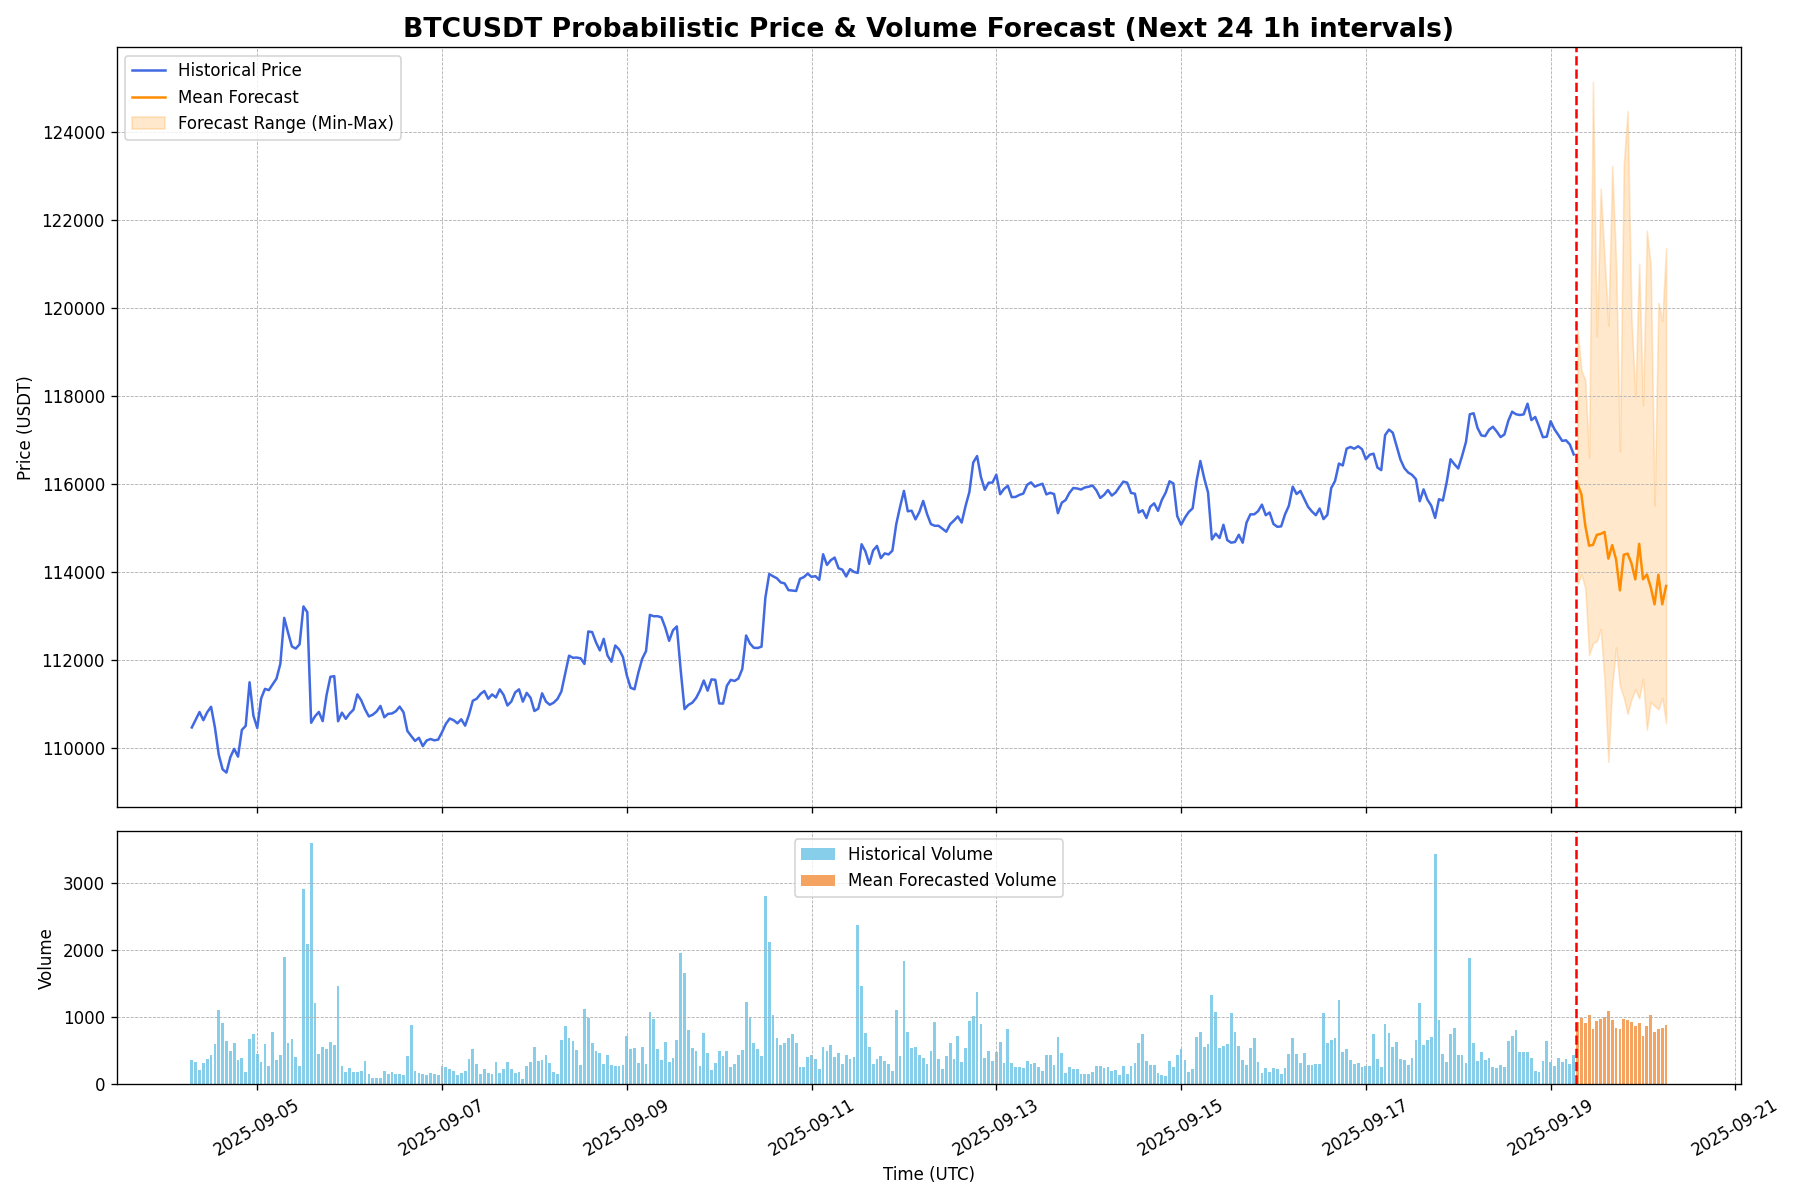 BTCUSDT Probabilistic Price & Volume Forecast (Next 24 1h intervals)
Historical Price
Mean Forecast
Forecast Range (Min-Max)
124000
122000
120000
118000
116000
114000
112000
110000
Price (USDT)
Historical Volume
Mean Forecasted Volume
3000
2000
1000
0
Volume
2025-09-05
2025-09-07
2025-09-09
2025-09-11
2025-09-13
2025-09-15
2025-09-17
2025-09-19
2025-09-21
Time (UTC)